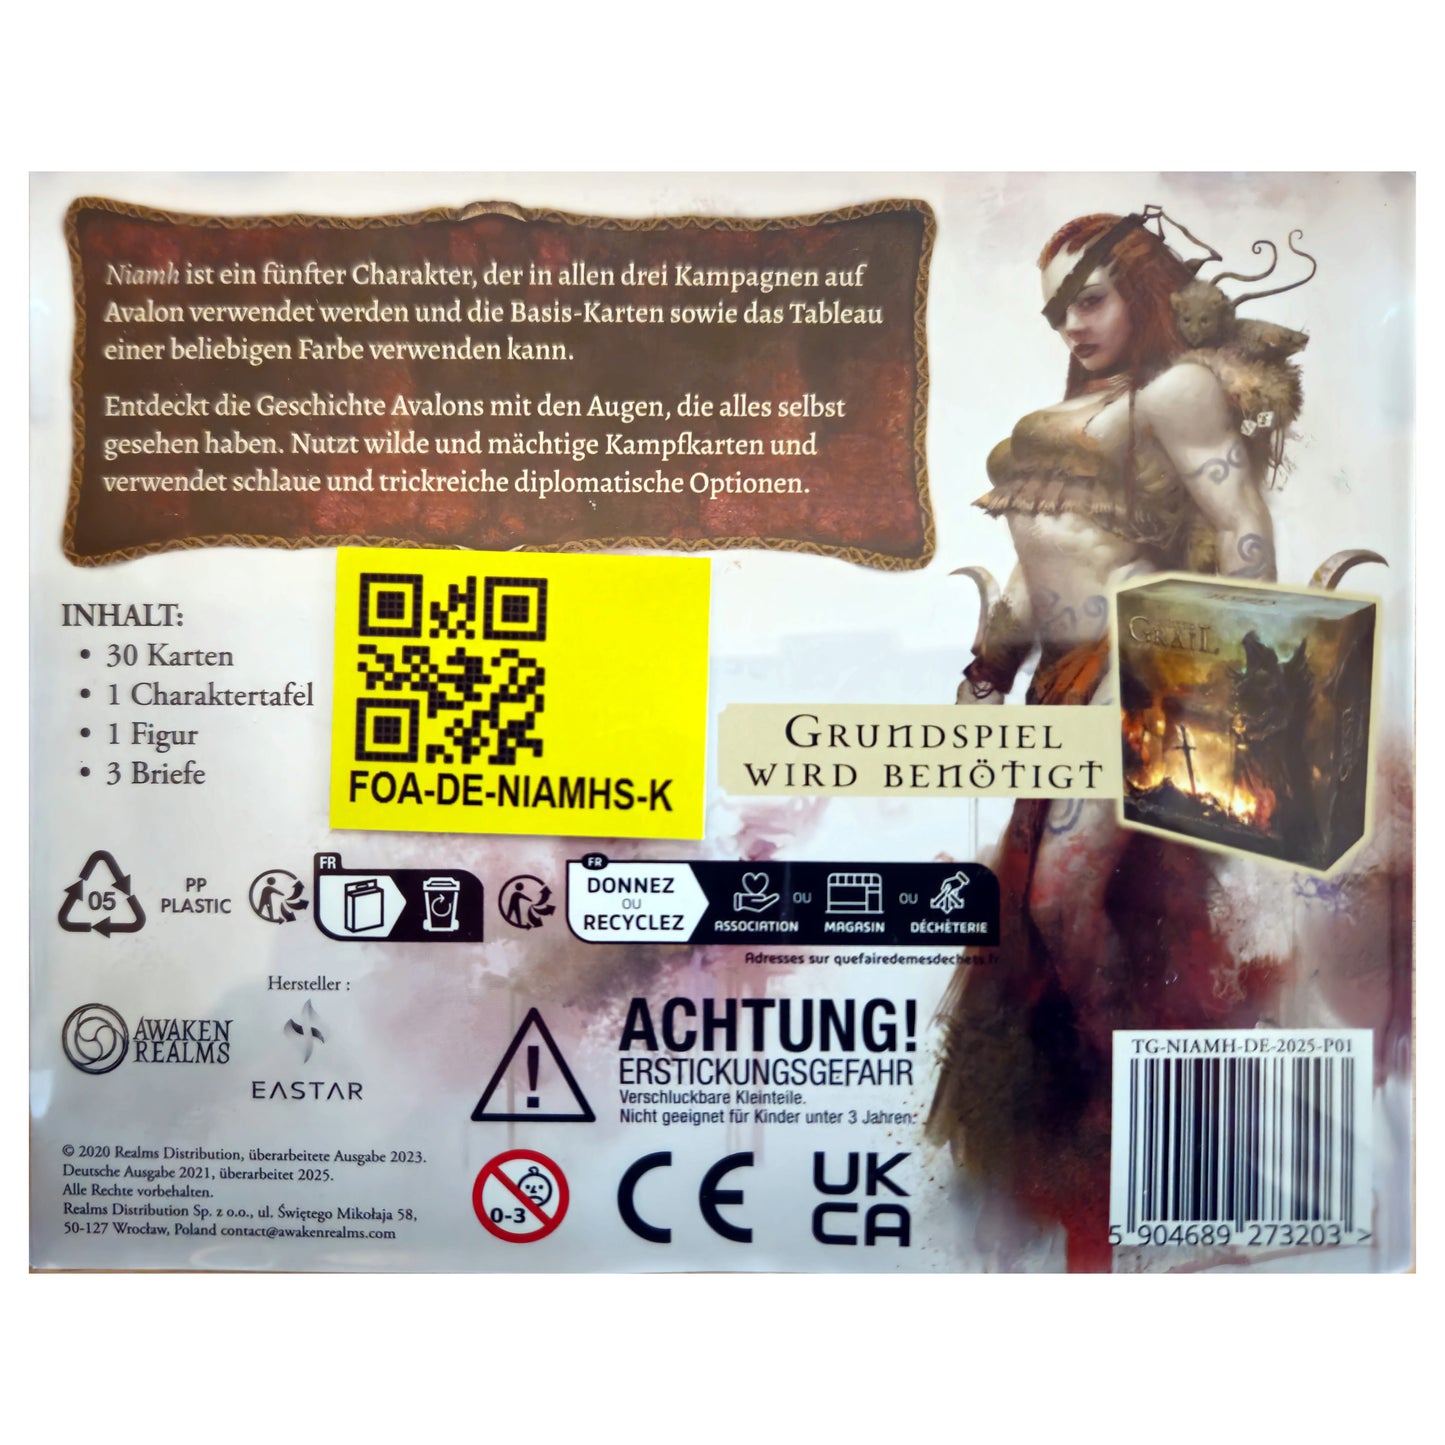 Niamh ist ein fünfter Charakter, der in allen drei Kampagnen auf
Avalon verwendet werden und die Basis-Karten sowie das Tableau
einer beliebigen Farbe verwenden kann.
Entdeckt die Geschichte Avalons mit den Augen, die alles selbst
gesehen haben. Nutzt wilde und mächtige Kampfkarten und
verwendet schlaue und trickreiche diplomatische Optionen.
INHALT:
• 30 Karten
• 1 Charaktertafel
• 1 Figur
• 3 Briefe
FOA-DE-NIAMHS-K
GRAIL
GRUNDSPIEL
WIRD BENÖTIGT
05
PP
PLASTIC
FR
FR
DONNEZ
OU
RECYCLEZ
ASSOCIATION
OU
MAGASIN
OU
DÉCHÈTERIE
Adresses sur quefairedemesdechets.fr
Hersteller :
AWAKEN
REALMS
EASTAR
ACHTUNG!
ERSTICKUNGSGEFAHR
Verschluckbare Kleinteile.
Nicht geeignet für Kinder unter 3 Jahren.
0-3
CE
UK
CA
© 2020 Realms Distribution, überarbeitete Ausgabe 2023.
Deutsche Ausgabe 2021, überarbeitet 2025.
Alle Rechte vorbehalten.
Realms Distribution Sp. z o.o., ul. Świętego Mikołaja 58,
50-127 Wrocław, Poland contact@awakenrealms.com
TG-NIAMH-DE-2025-P01
5 904689 273203 >